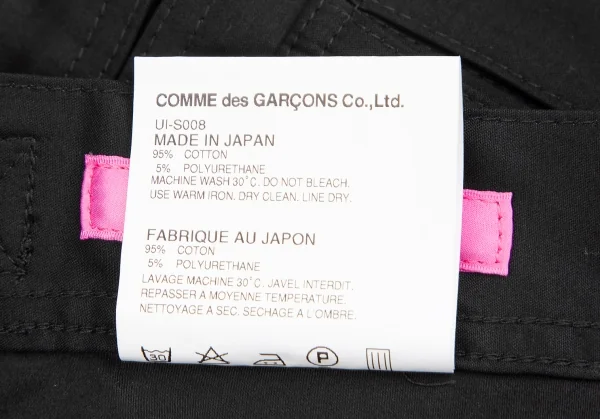 COMME des GARÇONS Co.,Ltd.
UI-S008
MADE IN JAPAN
95% COTTON
5% POLYURETHANE
MACHINE WASH 30°C. DO NOT BLEACH.
USE WARM IRON. DRY CLEAN. LINE DRY.
FABRIQUE AU JAPON
95% COTON
5% POLYURETHANE
LAVAGE MACHINE 30°C. JAVEL INTERDIT.
REPASSER A MOYENNE TEMPERATURE.
NETTOYAGE A SEC. SECHAGE A L'OMBRE.
30 P